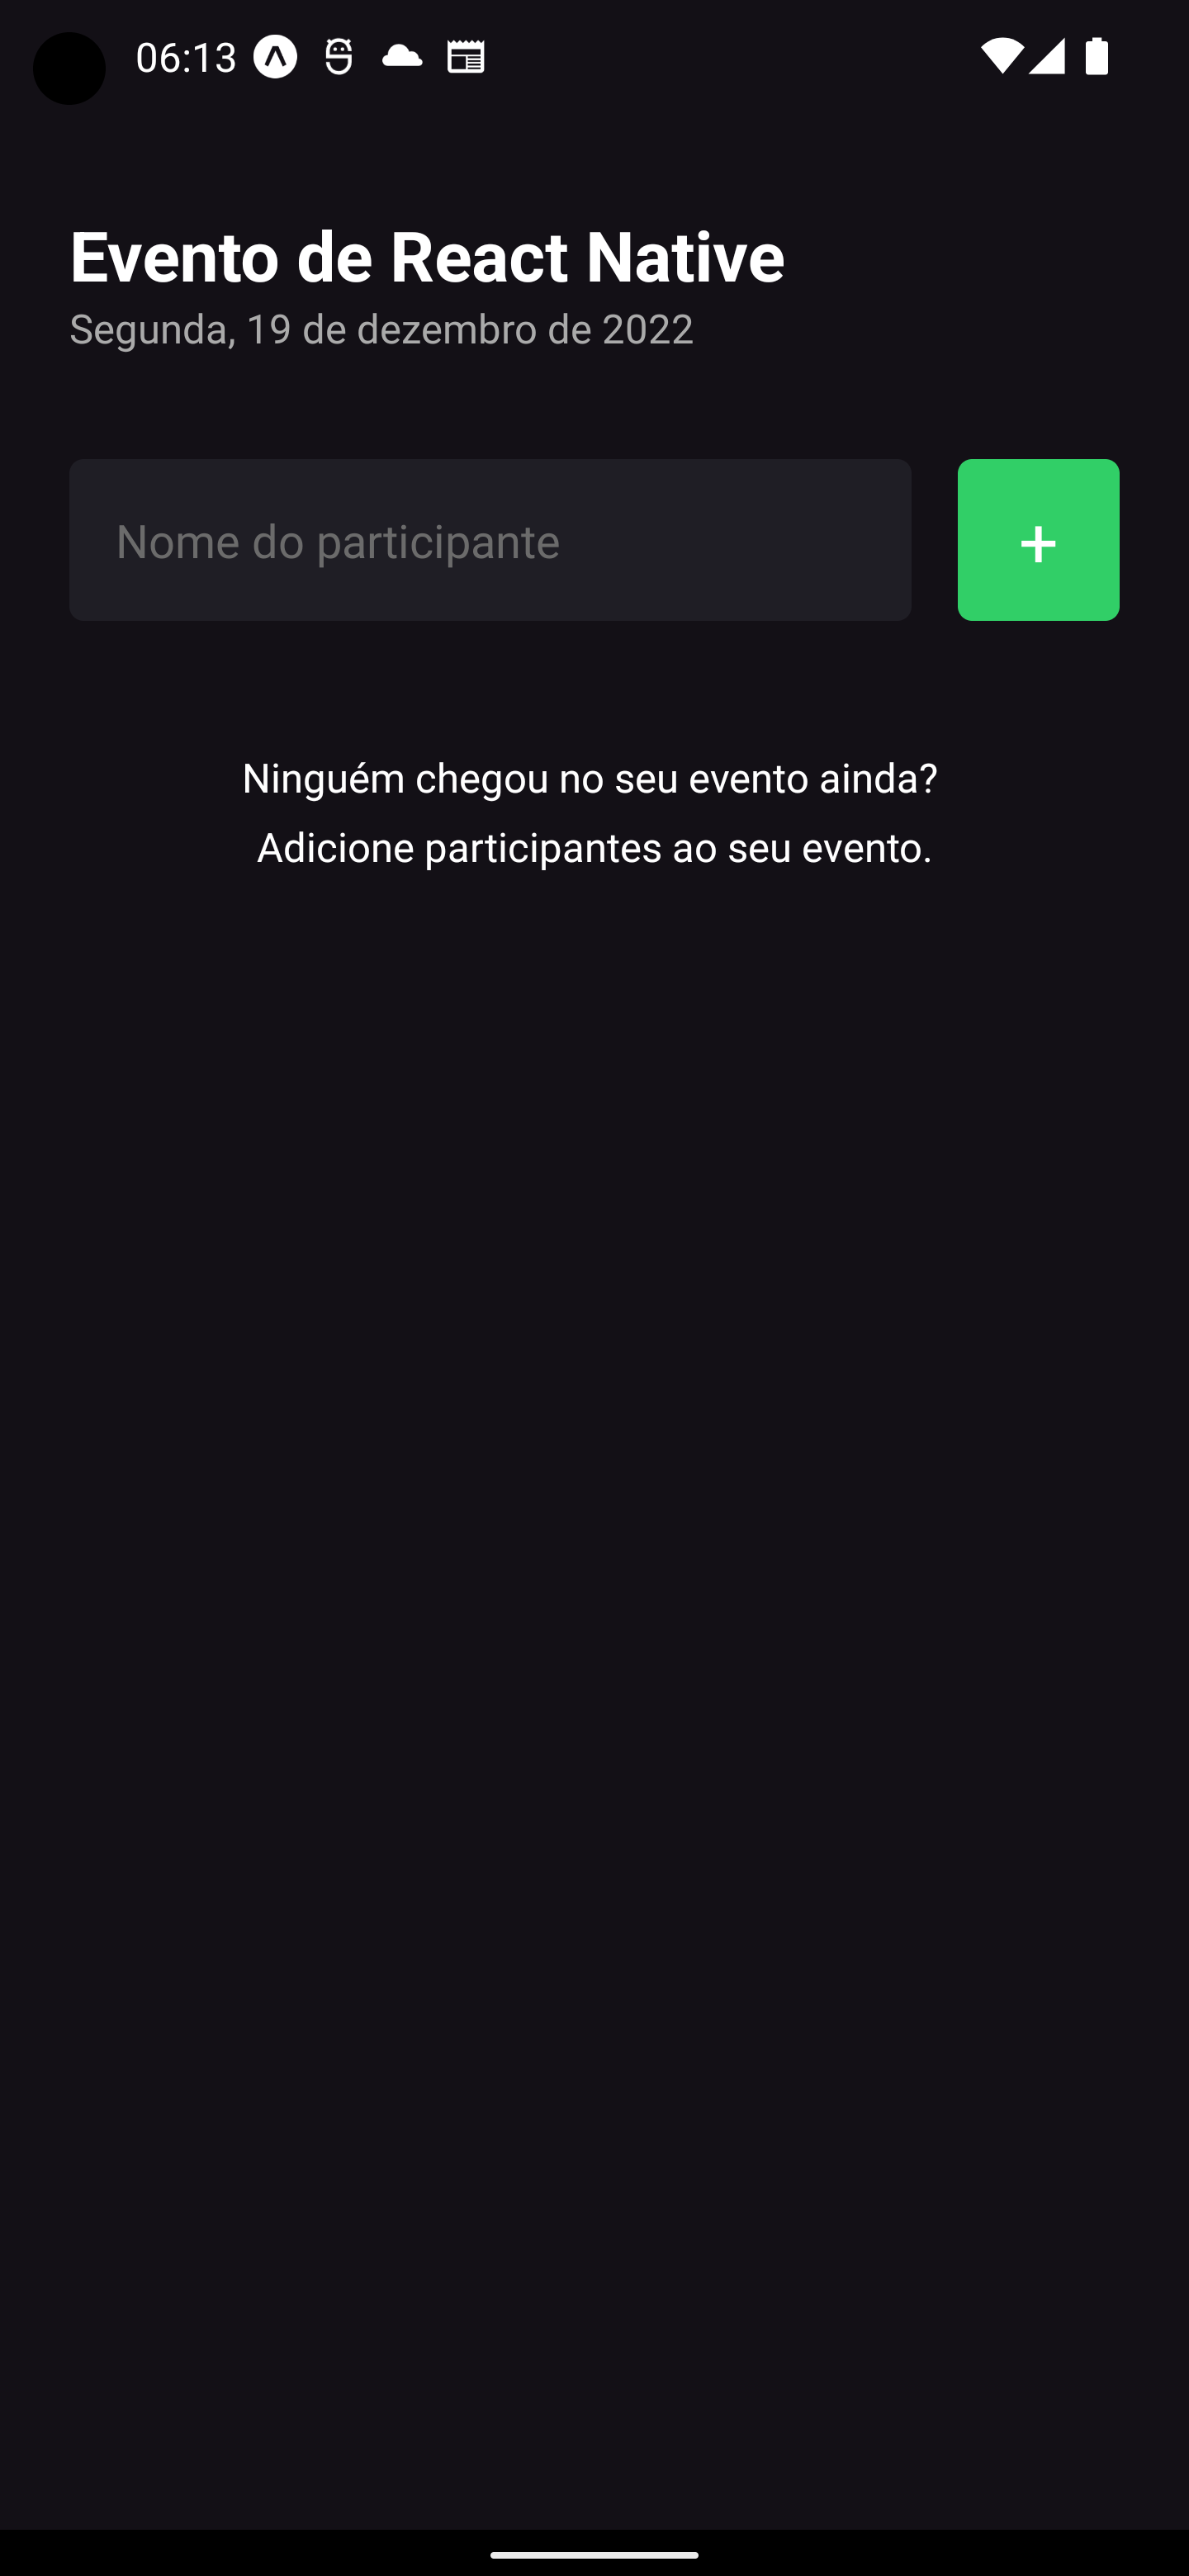 06:13
Evento de React Native
Segunda, 19 de dezembro de 2022
Nome do participante
+
Ninguém chegou no seu evento ainda?
Adicione participantes ao seu evento.